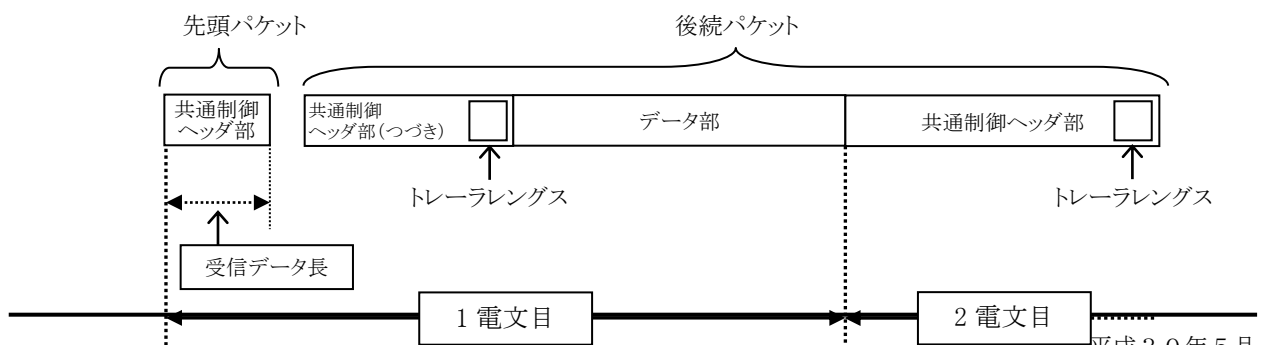 先頭パケット
後続パケット
共通制御
ヘッダ部
共通制御
ヘッダ部(つづき)
データ部
共通制御ヘッダ部
トレーラレングス
トレーラレングス
受信データ長
1電文目
2電文目